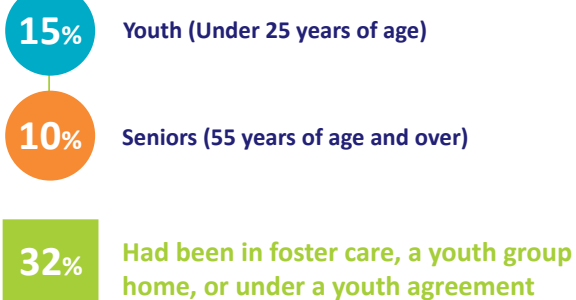 15% Youth (Under 25 years of age)
10% Seniors (55 years of age and over)
32% Had been in foster care, a youth group
home, or under a youth agreement